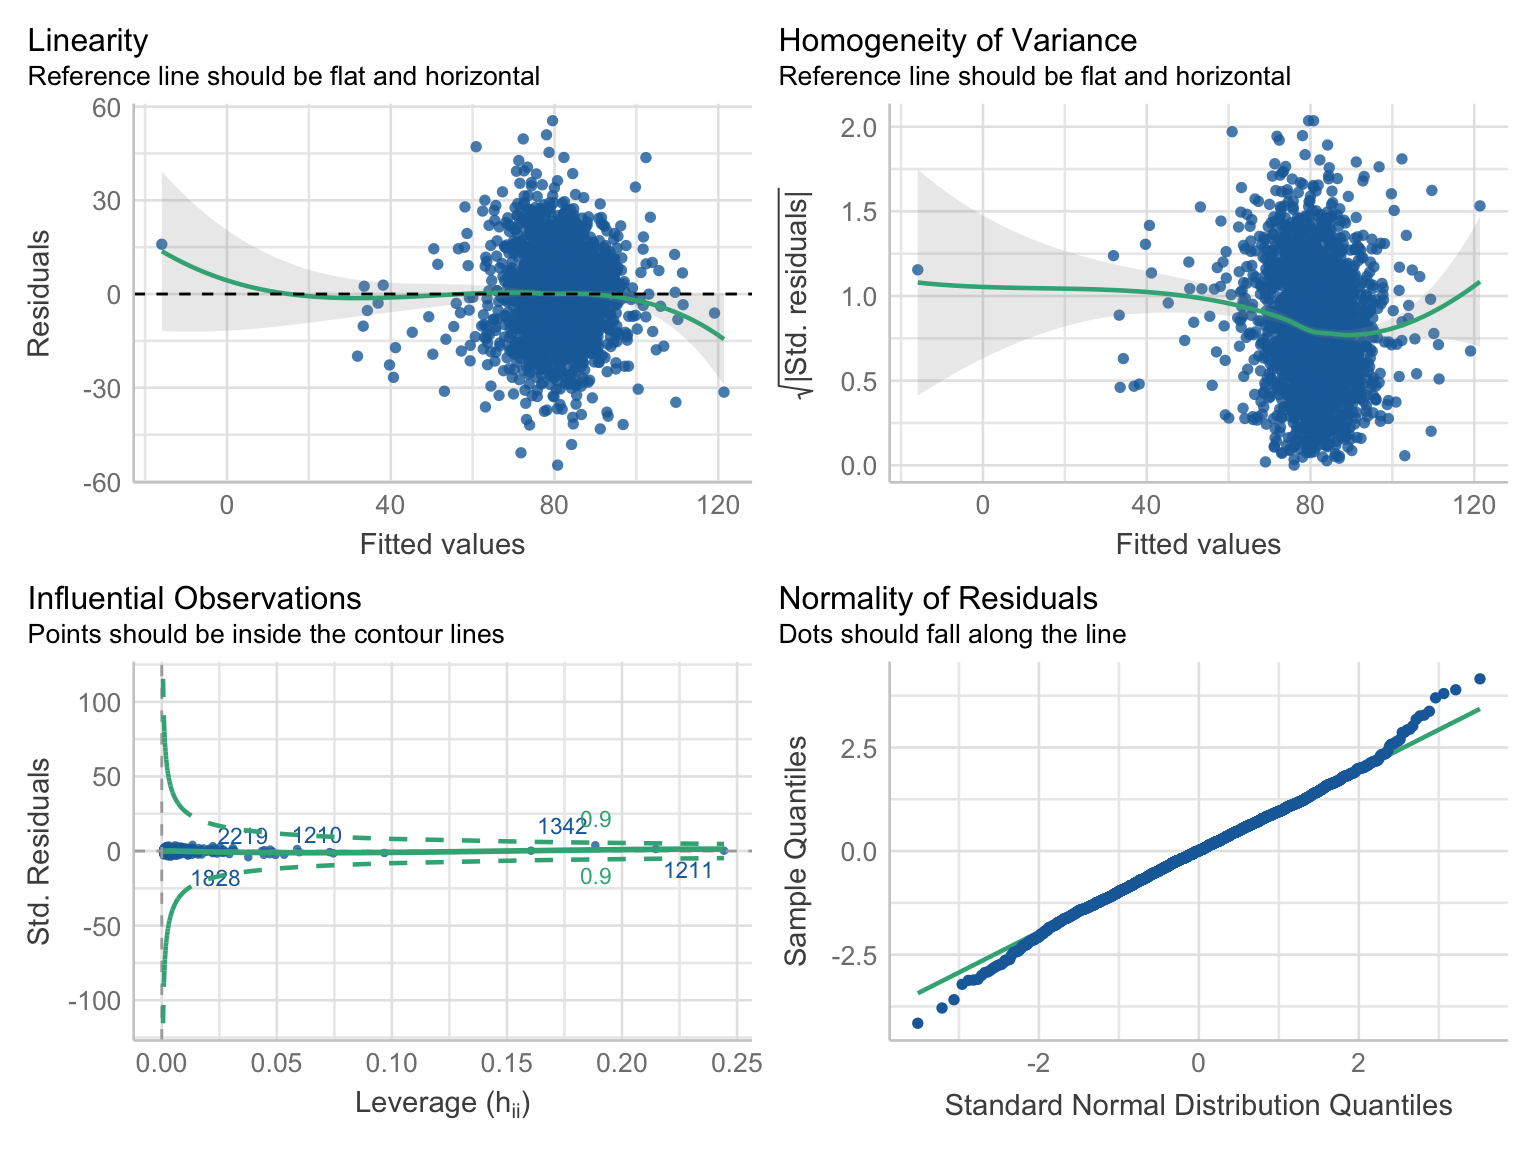 Linearity
Reference line should be flat and horizontal
60
30
0
-30
-60
Residuals
0
40
80
120
Fitted values
Homogeneity of Variance
Reference line should be flat and horizontal
2.0
1.5
1.0
0.5
0.0
√|Std. residuals|
0
40
80
120
Fitted values
Influential Observations
Points should be inside the contour lines
100
50
0
-50
-100
Std. Residuals
2219
1210
1342
0.9
1828
0.9
1211
0.00
0.05
0.10
0.15
0.20
0.25
Leverage (hii)
Normality of Residuals
Dots should fall along the line
2.5
0.0
-2.5
Sample Quantiles
-2
0
2
Standard Normal Distribution Quantiles